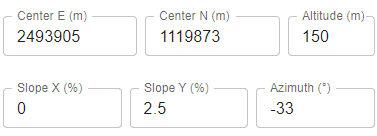 Center E (m) Center N (m) Altitude (m)
2493905 1119873 150
Slope X (%) Slope Y (%) Azimuth (°)
0 2.5 -33